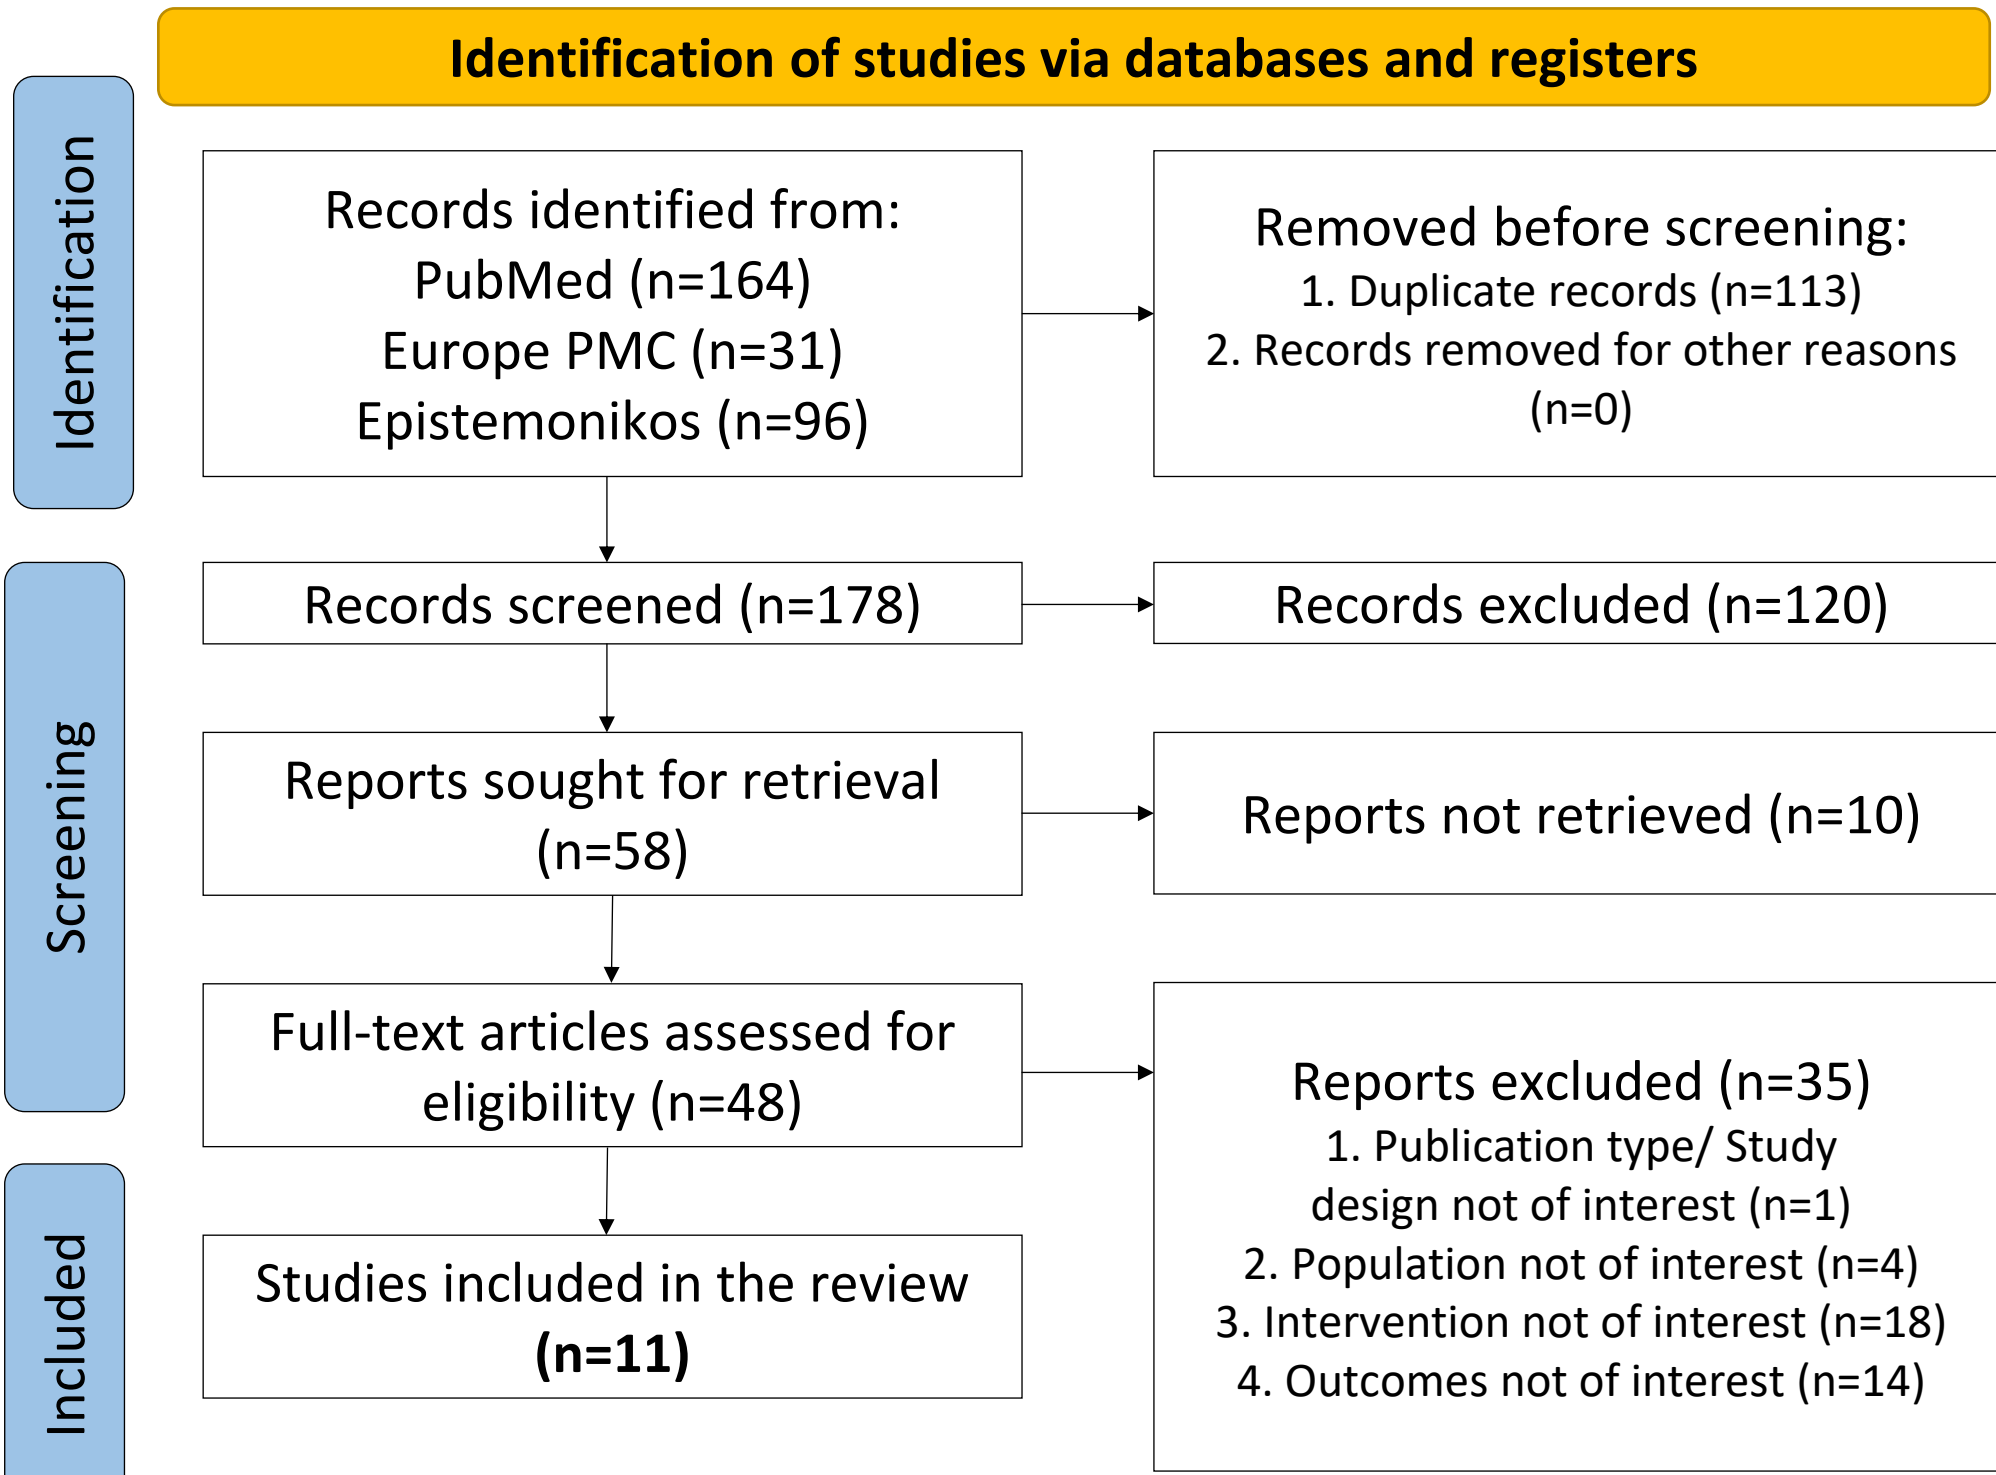 Identification of studies via databases and registers
Identification
Records identified from:
PubMed (n=164)
Europe PMC (n=31)
Epistemonikos (n=96)
Removed before screening:
1. Duplicate records (n=113)
2. Records removed for other reasons
(n=0)
Screening
Records screened (n=178)
Records excluded (n=120)
Reports sought for retrieval
(n=58)
Reports not retrieved (n=10)
Full-text articles assessed for
eligibility (n=48)
Reports excluded (n=35)
1. Publication type/ Study
design not of interest (n=1)
2. Population not of interest (n=4)
3. Intervention not of interest (n=18)
4. Outcomes not of interest (n=14)
Included
Studies included in the review
(n=11)